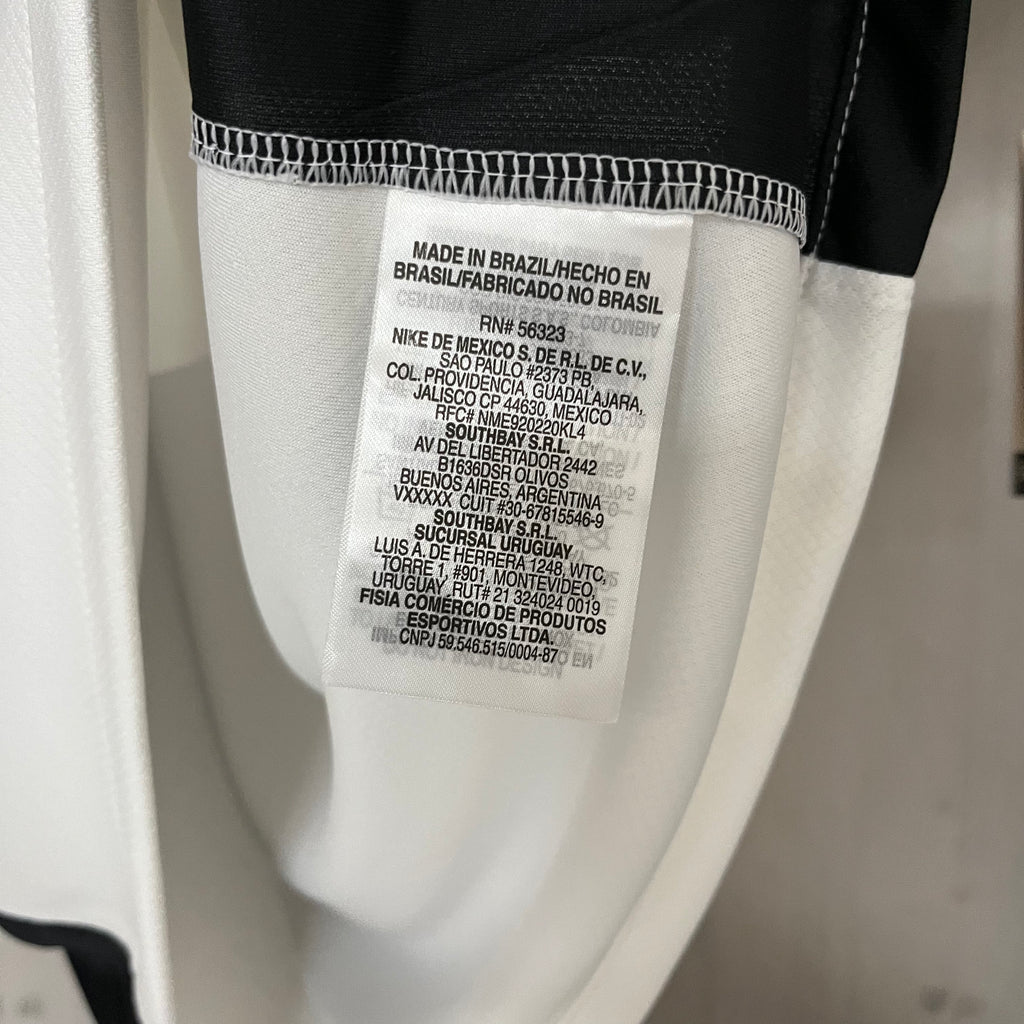 MADE IN BRAZIL/HECHO EN
BRASIL/FABRICADO NO BRASIL
RN# 56323
NIKE DE MEXICO S. DE R.L. DE C.V.,
SAO PAULO #2373 PB,
COL. PROVIDENCIA, GUADALAJARA,
JALISCO CP 44630, MEXICO
RFC# NME920220KL4
SOUTHBAY S.R.L.
AV DEL LIBERTADOR 2442
B1636DSR OLIVOS
BUENOS AIRES, ARGENTINA
VXXXXX CUIT #30-67815546-9
SOUTHBAY S.R.L.
SUCURSAL URUGUAY
LUIS A. DE HERRERA 1248, WTC,
TORRE 1, #901, MONTEVIDEO,
URUGUAY RUT# 21 324024 0019
FISIA COMÉRCIO DE PRODUTOS
ESPORTIVOS LTDA.
CNPJ 59.546.515/0004-87